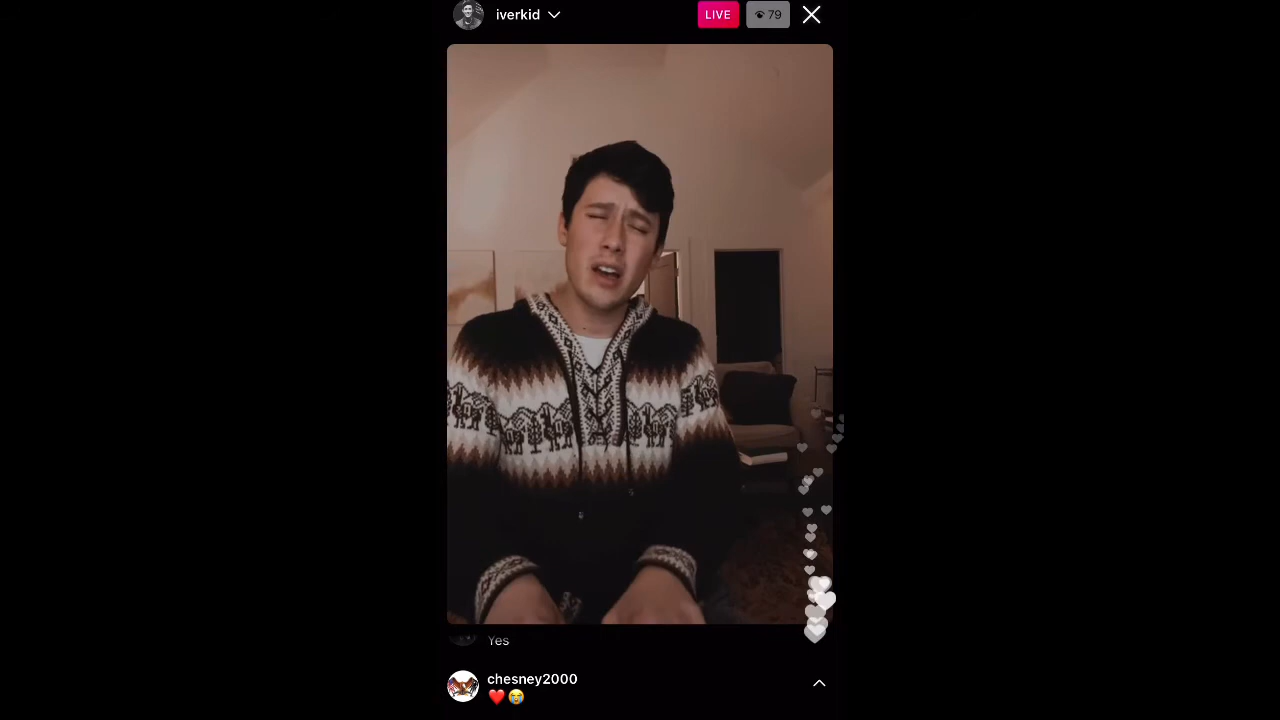 iverkid
LIVE
79
Yes
chesney2000
❤️😭